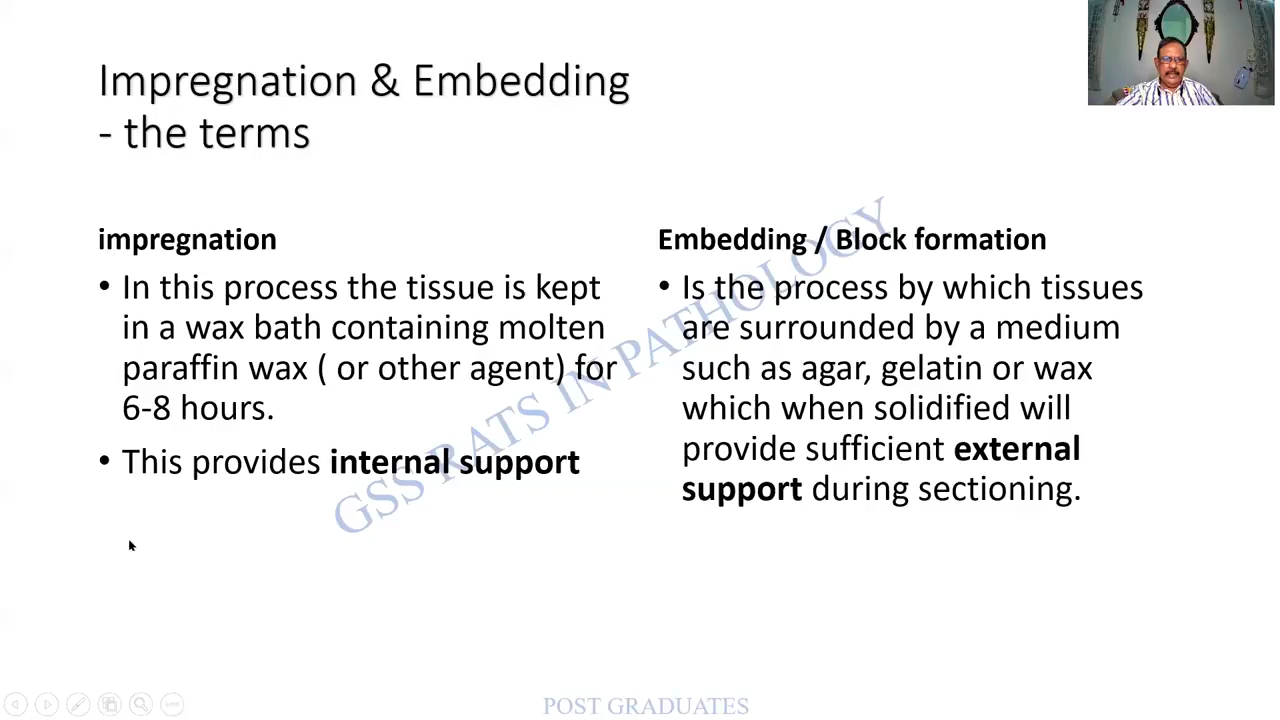 Impregnation & Embedding
- the terms
impregnation
• In this process the tissue is kept
in a wax bath containing molten
paraffin wax ( or other agent) for
6-8 hours.
• This provides internal support
Embedding / Block formation
• Is the process by which tissues
are surrounded by a medium
such as agar, gelatin or wax
which when solidified will
provide sufficient external
support during sectioning.
GSS RATS IN PATHOLOGY
POST GRADUATES